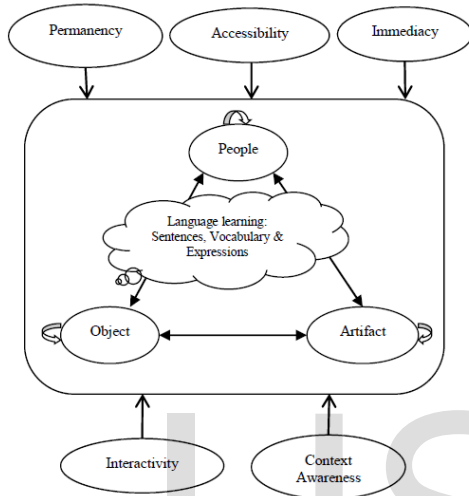 Permanency
Accessibility
Immediacy
People
Language learning:
Sentences, Vocabulary &
Expressions
Object
Artifact
Interactivity
Context
Awareness